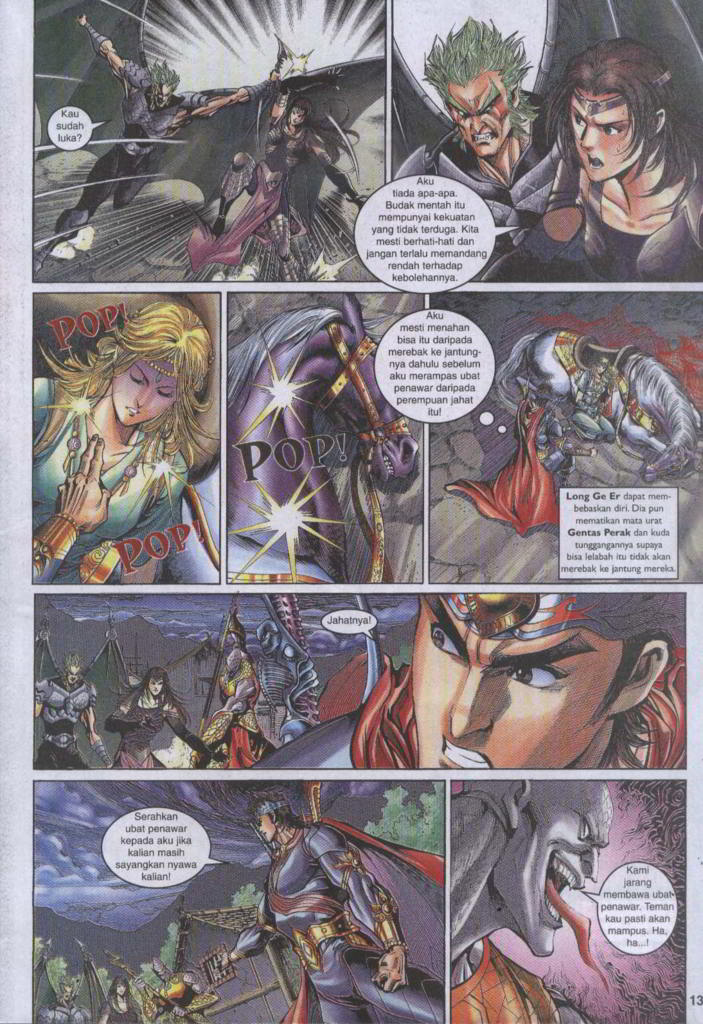 Kau
sudah
luka?
Aku
tiada apa-apa.
Budak mentah itu
mempunyai kekuatan
yang tidak terduga. Kita
mesti berhati-hati dan
jangan terlalu memandang
rendah terhadap
kebolehannya.
POP!
POP!
POP!
Aku
mesti menahan
bisa itu daripada
merebak ke jantung-
nya dahulu sebelum
aku merampas ubat
penawar daripada
perempuan jahat
itu!
Long Ge Er dapat mem-
bebaskan diri. Dia pun
mematikan mata urat
Gentas Perak dan kuda
tunggangannya supaya
bisa lelabah itu tidak akan
merebak ke jantung mereka.
Jahatnya!
Serahkan
ubat penawar
kepada aku jika
kalian masih
sayangkan nyawa
kalian!
Kami
jarang
membawa ubat
penawar. Teman
kau pasti akan
mampus. Ha,
ha...!
13